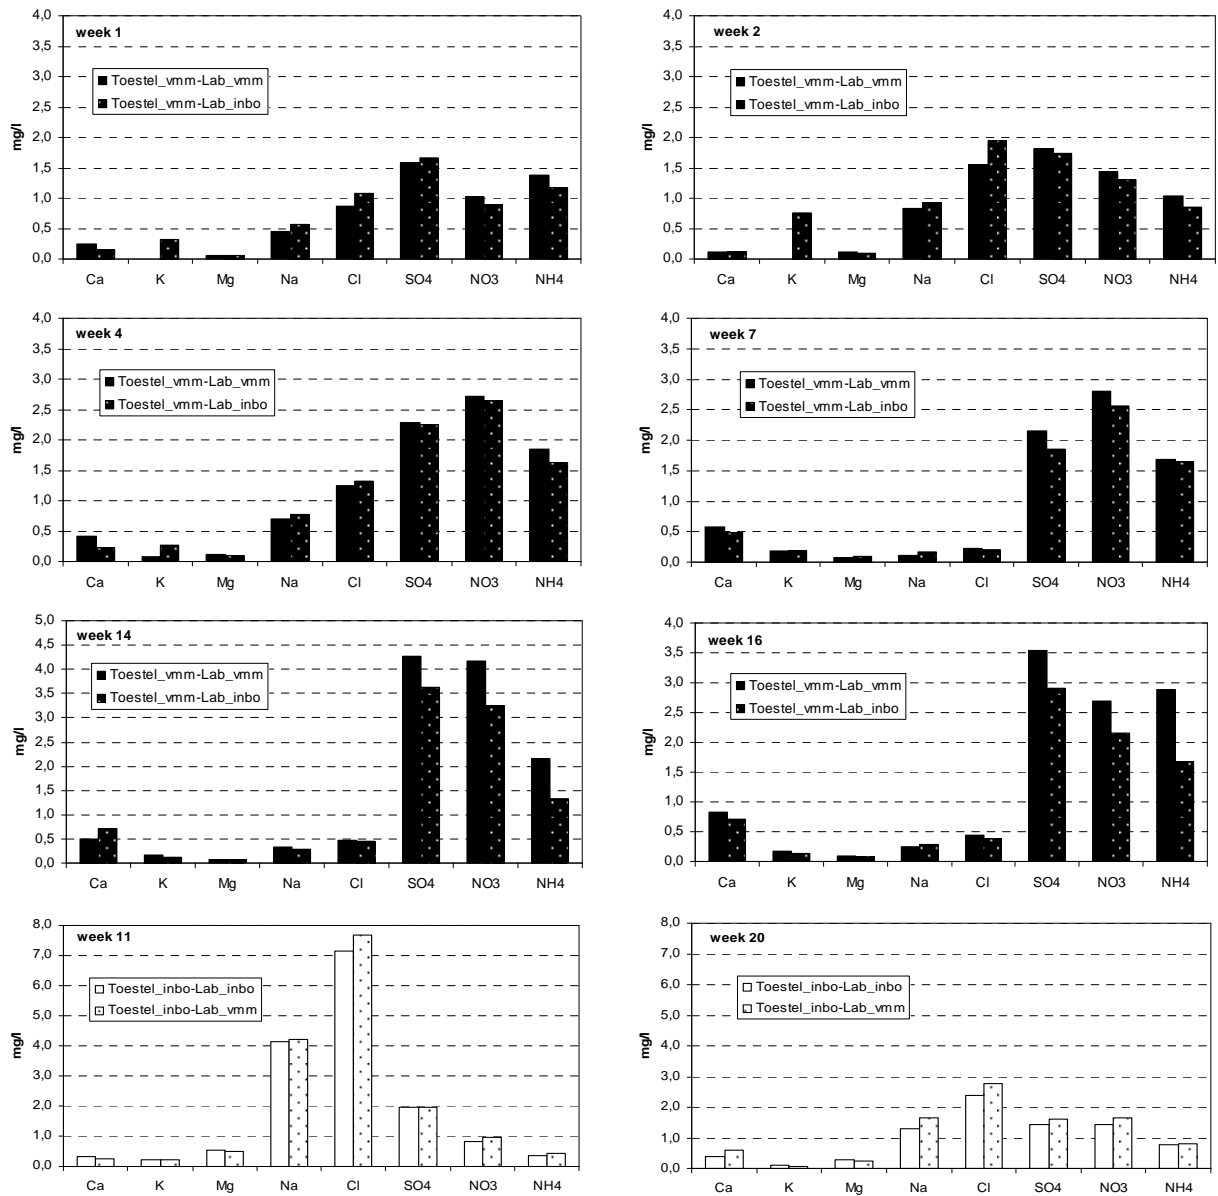 week 1
4,0
3,5
3,0
2,5
2,0
1,5
1,0
0,5
0,0
mg/l
Toestel_vmm-Lab_vmm
Toestel_vmm-Lab_inbo
Ca K Mg Na Cl SO4 NO3 NH4
week 2
4,0
3,5
3,0
2,5
2,0
1,5
1,0
0,5
0,0
mg/l
Toestel_vmm-Lab_vmm
Toestel_vmm-Lab_inbo
Ca K Mg Na Cl SO4 NO3 NH4
week 4
4,0
3,5
3,0
2,5
2,0
1,5
1,0
0,5
0,0
mg/l
Toestel_vmm-Lab_vmm
Toestel_vmm-Lab_inbo
Ca K Mg Na Cl SO4 NO3 NH4
week 7
4,0
3,5
3,0
2,5
2,0
1,5
1,0
0,5
0,0
mg/l
Toestel_vmm-Lab_vmm
Toestel_vmm-Lab_inbo
Ca K Mg Na Cl SO4 NO3 NH4
week 14
5,0
4,5
4,0
3,5
3,0
2,5
2,0
1,5
1,0
0,5
0,0
mg/l
Toestel_vmm-Lab_vmm
Toestel_vmm-Lab_inbo
Ca K Mg Na Cl SO4 NO3 NH4
week 16
4,0
3,5
3,0
2,5
2,0
1,5
1,0
0,5
0,0
mg/l
Toestel_vmm-Lab_vmm
Toestel_vmm-Lab_inbo
Ca K Mg Na Cl SO4 NO3 NH4
week 11
8,0
7,0
6,0
5,0
4,0
3,0
2,0
1,0
0,0
mg/l
Toestel_inbo-Lab_inbo
Toestel_inbo-Lab_vmm
Ca K Mg Na Cl SO4 NO3 NH4
week 20
8,0
7,0
6,0
5,0
4,0
3,0
2,0
1,0
0,0
mg/l
Toestel_inbo-Lab_inbo
Toestel_inbo-Lab_vmm
Ca K Mg Na Cl SO4 NO3 NH4